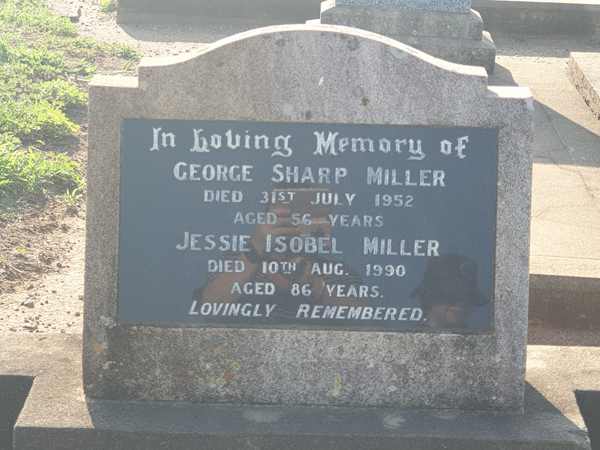 In Loving Memory of
GEORGE SHARP MILLER
DIED 31ST JULY 1952
AGED 56 YEARS
JESSIE ISOBEL MILLER
DIED 10TH AUG. 1990
AGED 86 YEARS.
LOVINGLY REMEMBERED.